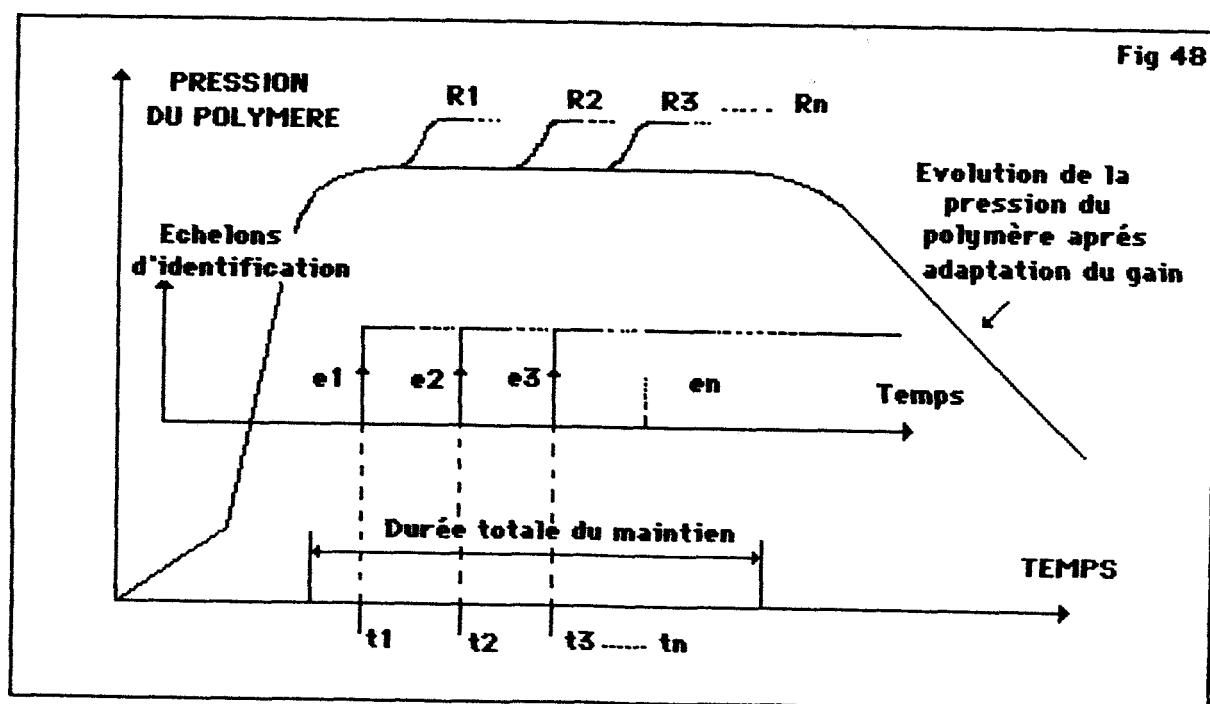 Fig 48
PRESSION
DU POLYMERE
R1 R2 R3 ..... Rn
Evolution de la
pression du
polymère aprés
adaptation du gain
Echelons
d'identification
e1 e2 e3 en
Temps
Durée totale du maintien
TEMPS
t1 t2 t3 ...... tn